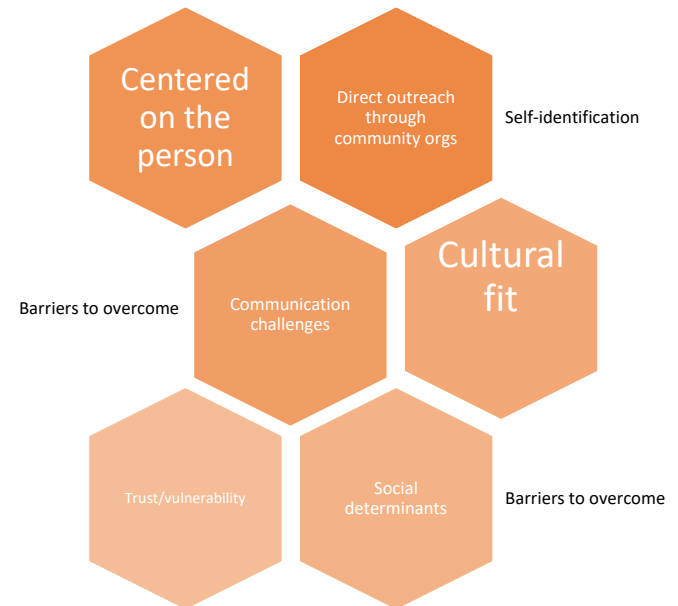 Centered
on the
person
Direct outreach
through
community orgs
Self-identification
Barriers to overcome
Communication
challenges
Cultural
fit
Trust/vulnerability
Social
determinants
Barriers to overcome